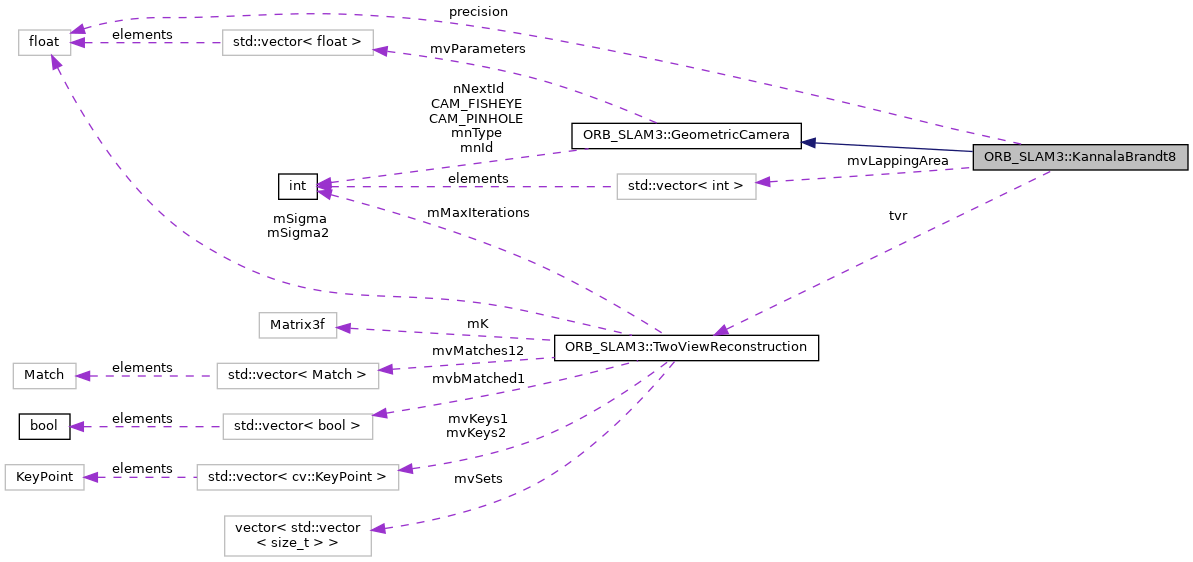 precision
float
elements
std::vector< float >
mvParameters
nNextId
CAM_FISHEYE
CAM_PINHOLE
mnType
mnId
ORB_SLAM3::GeometricCamera
ORB_SLAM3::KannalaBrandt8
mvLappingArea
int
elements
std::vector< int >
mSigma
mSigma2
mMaxIterations
tvr
Matrix3f
mK
ORB_SLAM3::TwoViewReconstruction
mvMatches12
Match
elements
std::vector< Match >
mvbMatched1
bool
elements
std::vector< bool >
mvKeys1
mvKeys2
KeyPoint
elements
std::vector< cv::KeyPoint >
mvSets
vector< std::vector
< size_t > >